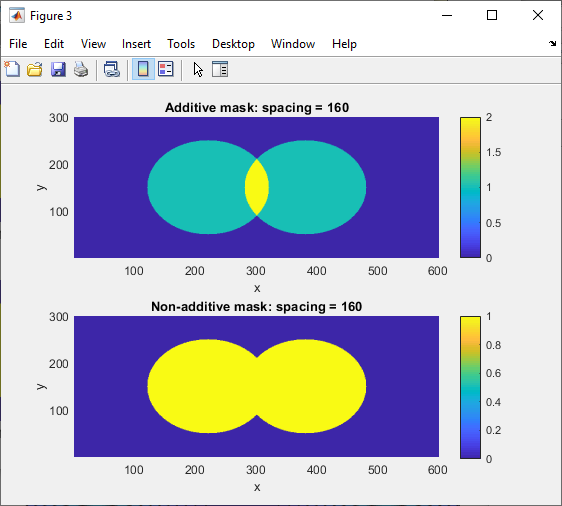 Figure 3
File Edit View Insert Tools Desktop Window Help
Additive mask: spacing = 160
300
200
100
y
100 200 300 400 500 600
x
2
1.5
1
0.5
0
Non-additive mask: spacing = 160
300
200
100
y
100 200 300 400 500 600
x
1
0.8
0.6
0.4
0.2
0